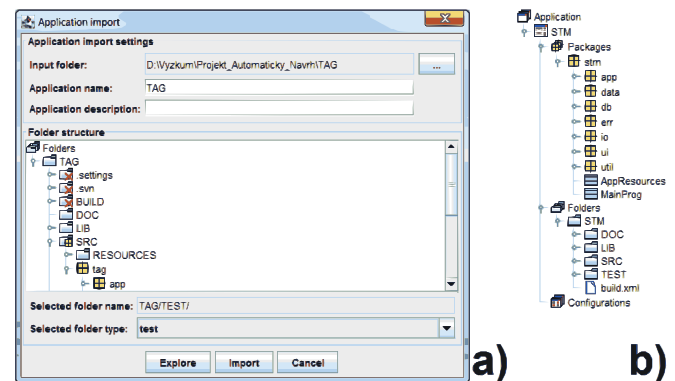 Application import
Application import settings
Input folder: D:\Vyzkum\Projekt_Automaticky_Navrh\TAG ...
Application name: TAG
Application description:
Folder structure
Folders
TAG
.settings
.svn
BUILD
DOC
LIB
SRC
RESOURCES
tag
app
Selected folder name: TAG/TEST/
Selected folder type: test
Explore Import Cancel
a)
Application
STM
Packages
stm
app
data
db
err
io
ui
util
AppResources
MainProg
Folders
STM
DOC
LIB
SRC
TEST
build.xml
Configurations
b)